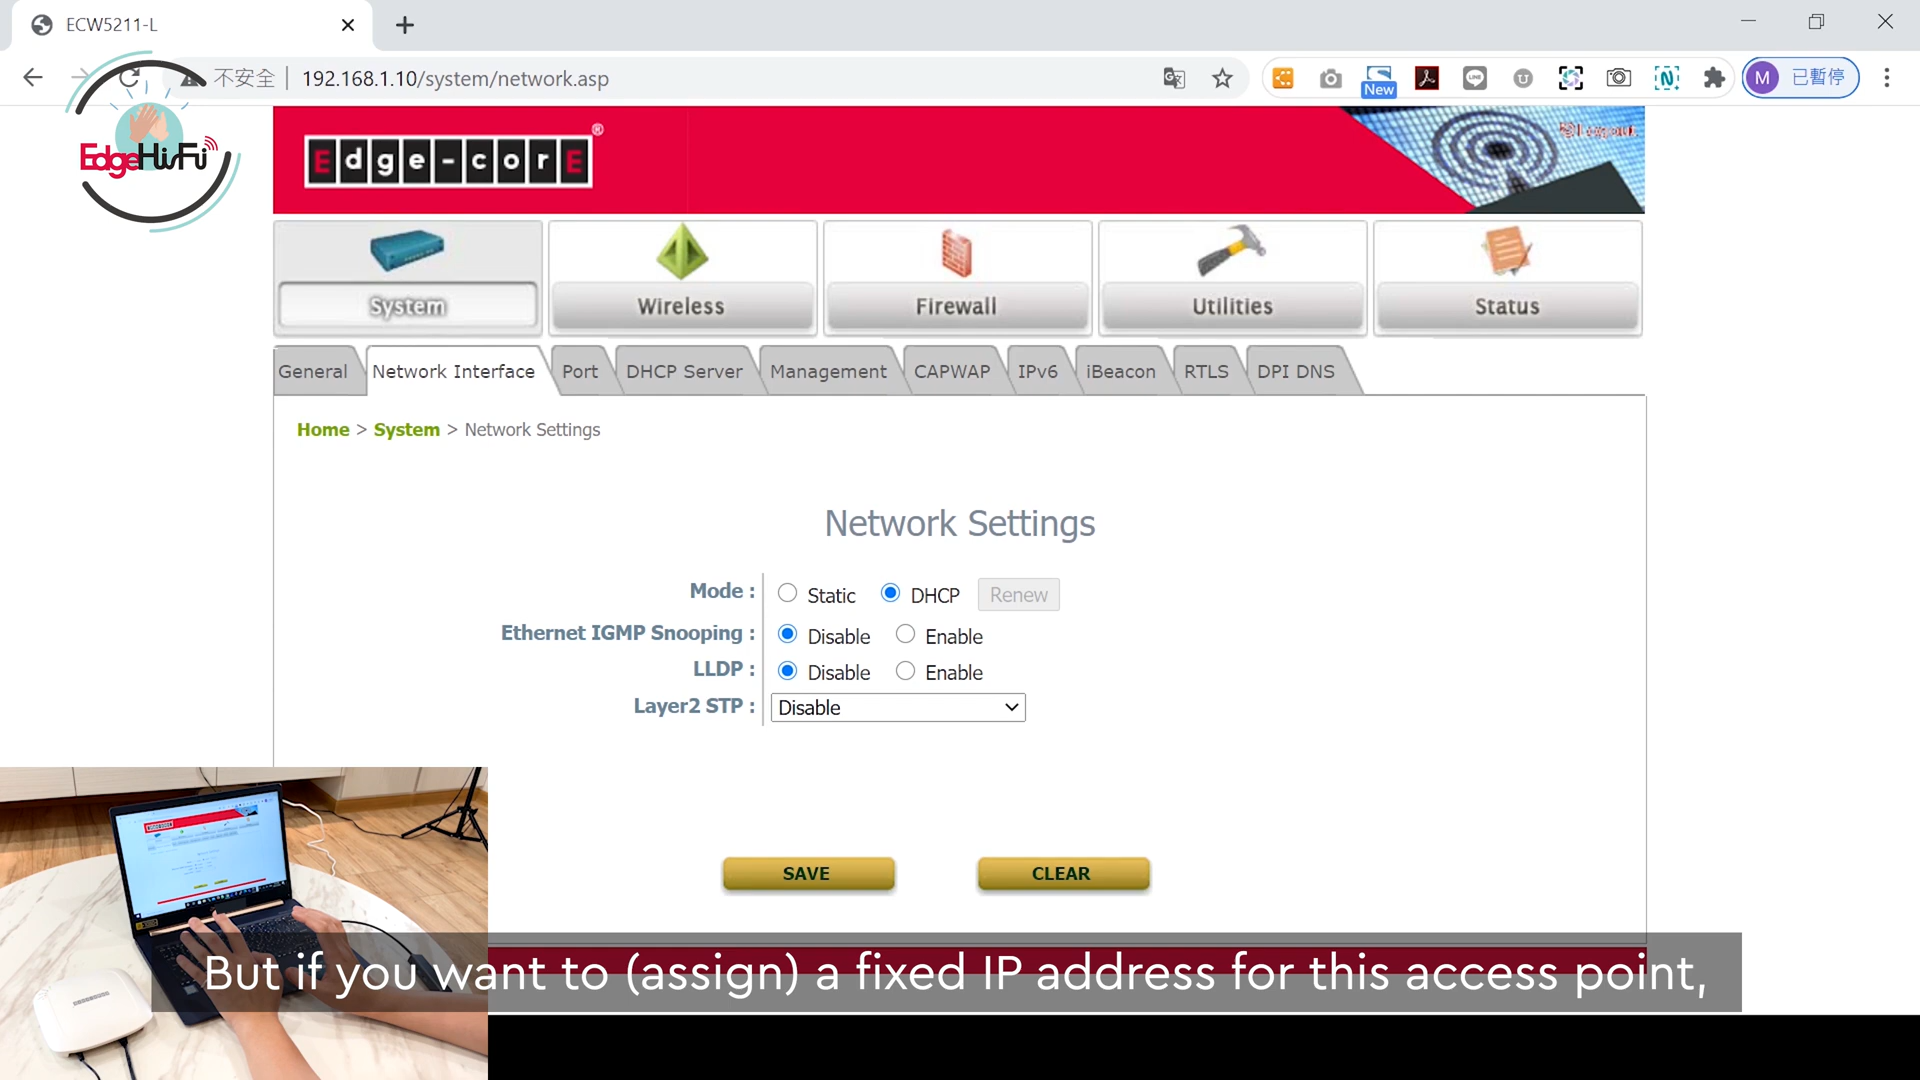 ECW5211-L
不安全 192.168.1.10/system/network.asp
New
M 已暫停
EdgeHisFi
Edge-corE®
Logout
System Wireless Firewall Utilities Status
General Network Interface Port DHCP Server Management CAPWAP IPv6 iBeacon RTLS DPI DNS
Home > System > Network Settings
Network Settings
Mode : Static DHCP Renew
Ethernet IGMP Snooping : Disable Enable
LLDP : Disable Enable
Layer2 STP : Disable
SAVE CLEAR
But if you want to (assign) a fixed IP address for this access point,